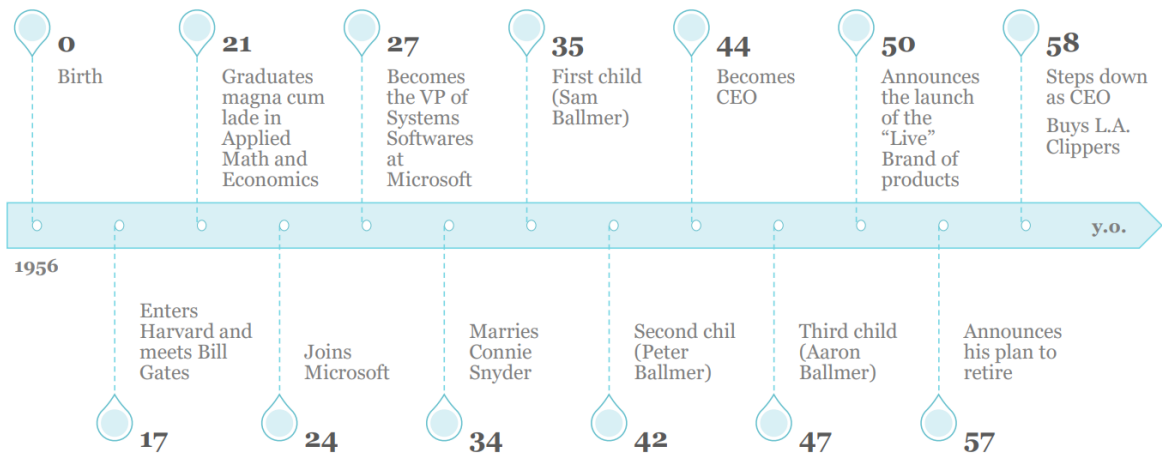 0
Birth
21
Graduates
magna cum
lade in
Applied
Math and
Economics
27
Becomes
the VP of
Systems
Softwares
at
Microsoft
35
First child
(Sam
Ballmer)
44
Becomes
CEO
50
Announces
the launch
of the
“Live”
Brand of
products
58
Steps down
as CEO
Buys L.A.
Clippers
y.o.
1956
Enters
Harvard and
meets Bill
Gates
17
Joins
Microsoft
24
Marries
Connie
Snyder
34
Second chil
(Peter
Ballmer)
42
Third child
(Aaron
Ballmer)
47
Announces
his plan to
retire
57